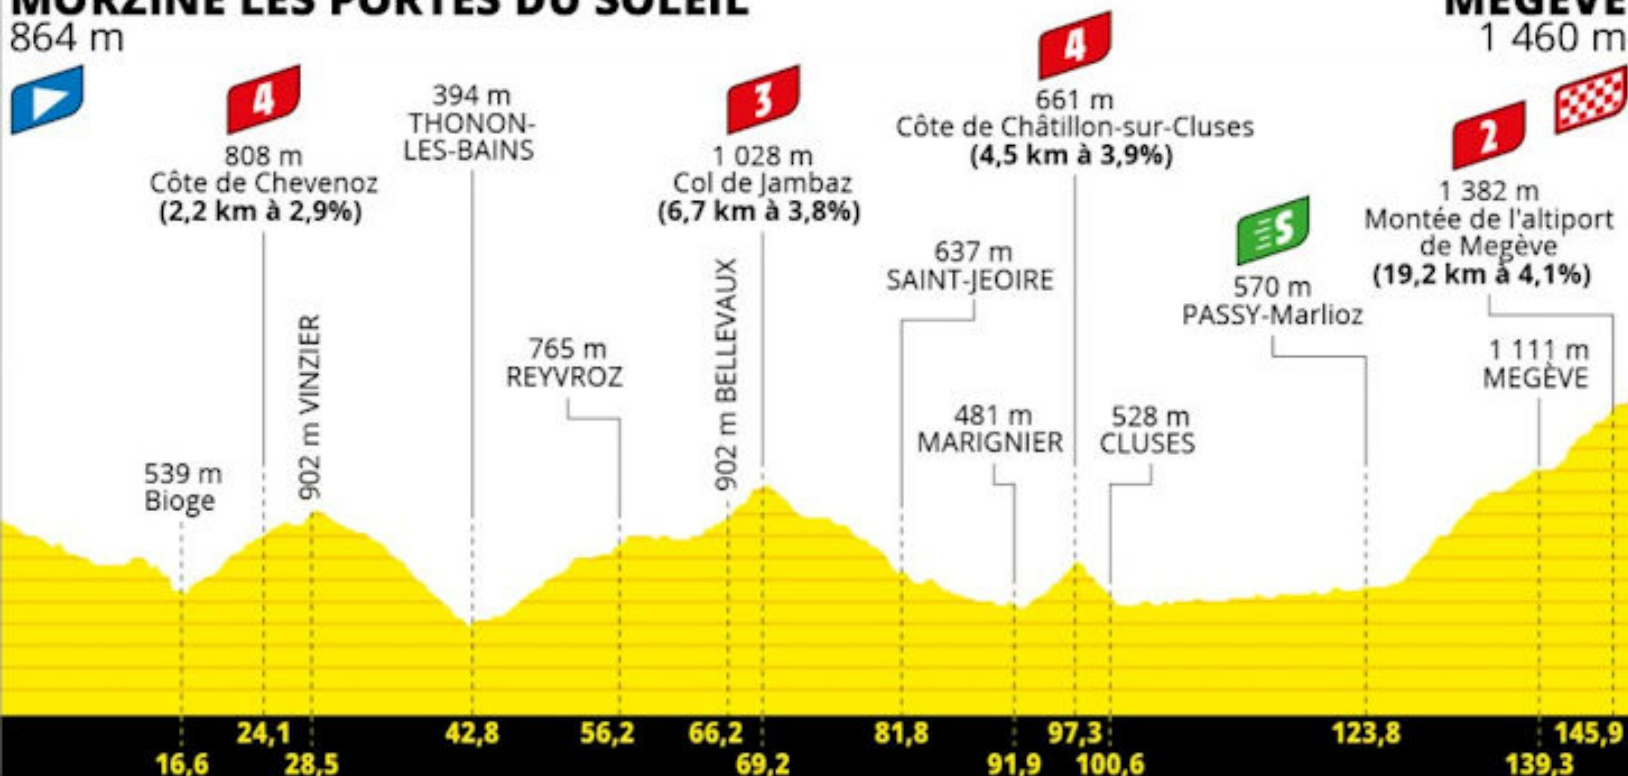 MORZINE LES PORTES DU SOLEIL
864 m
MEGÈVE
1 460 m
4
808 m
Côte de Chevenoz
(2,2 km à 2,9%)
394 m
THONON-
LES-BAINS
3
1 028 m
Col de Jambaz
(6,7 km à 3,8%)
4
661 m
Côte de Châtillon-sur-Cluses
(4,5 km à 3,9%)
2
1 382 m
Montée de l'altiport
de Megève
(19,2 km à 4,1%)
S
570 m
PASSY-Marlioz
637 m
SAINT-JEOIRE
539 m
Bioge
902 m VINZIER
765 m
REYVROZ
902 m BELLEVAUX
481 m
MARIGNIER
528 m
CLUSES
1 111 m
MEGÈVE
24,1
42,8
56,2
66,2
81,8
97,3
123,8
145,9
16,6
28,5
69,2
91,9
100,6
139,3